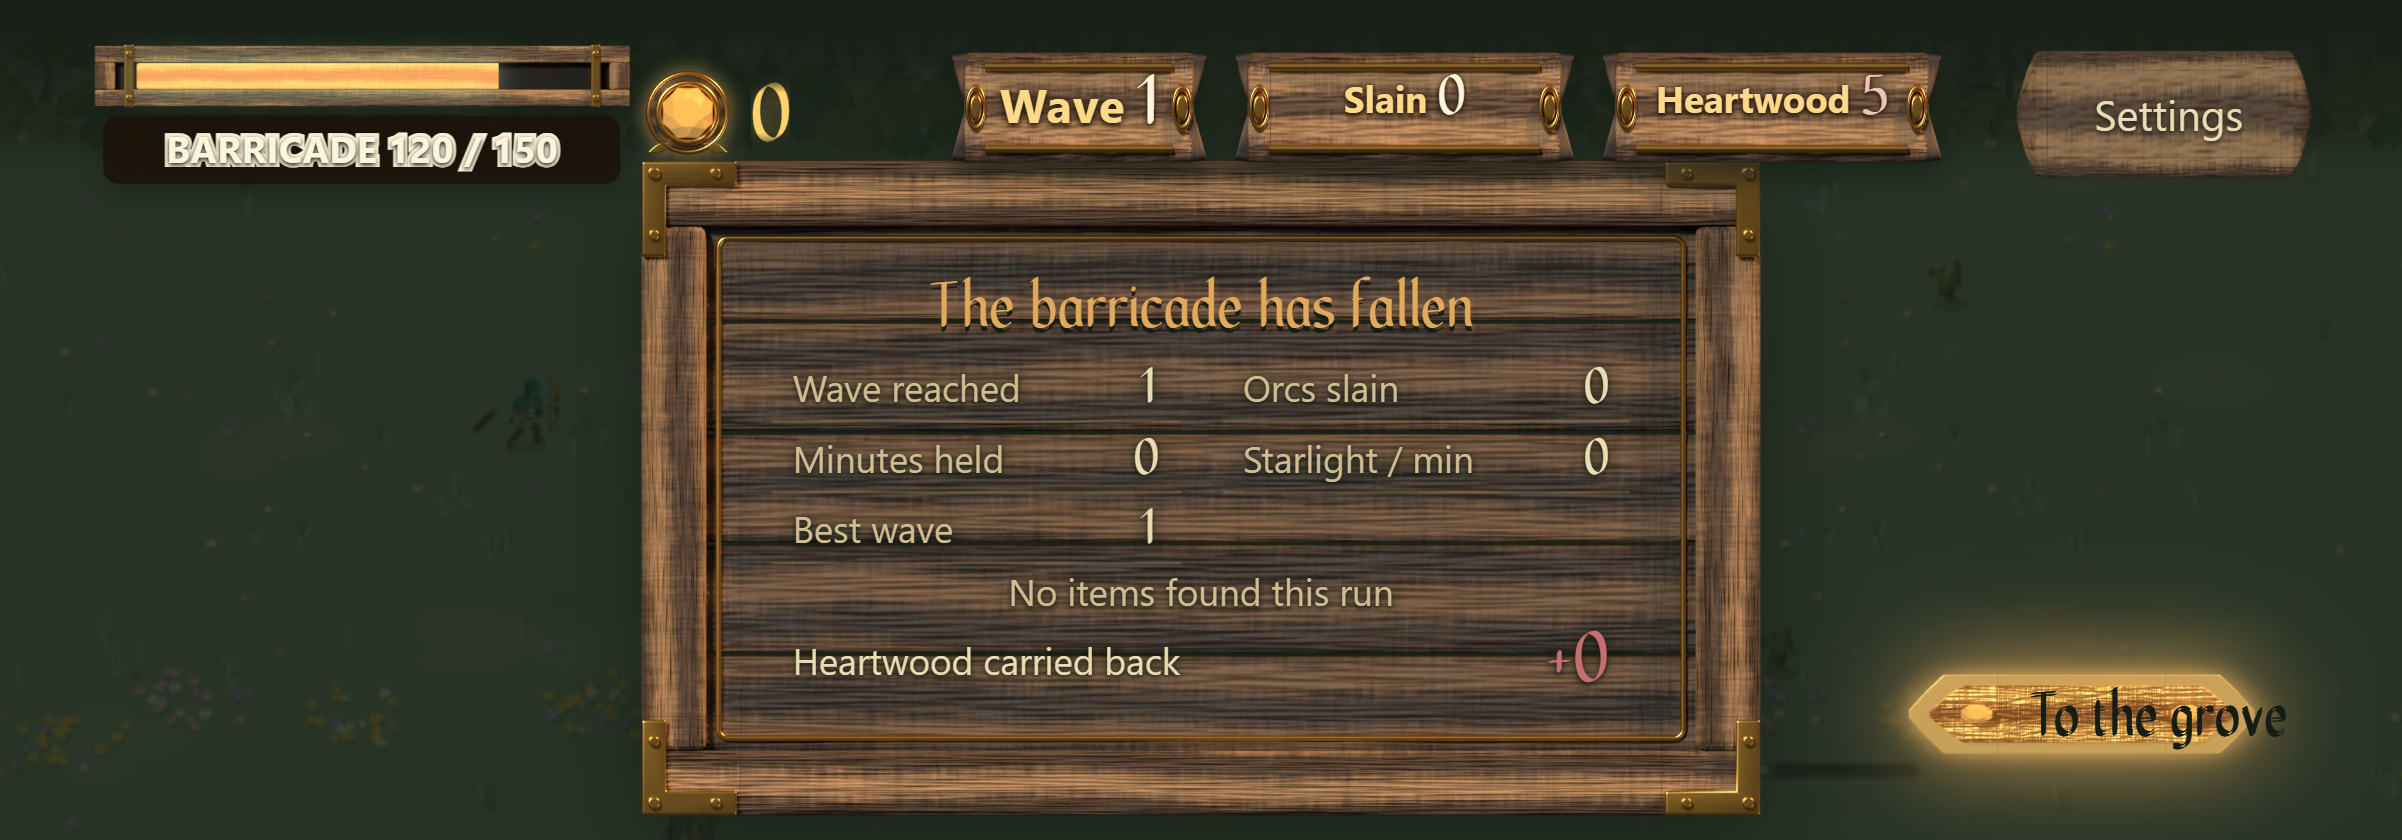 BARRICADE 120 / 150
0
Wave 1
Slain 0
Heartwood 5
Settings
The barricade has fallen
Wave reached 1
Orcs slain 0
Minutes held 0
Starlight / min 0
Best wave 1
No items found this run
Heartwood carried back +0
To the grove